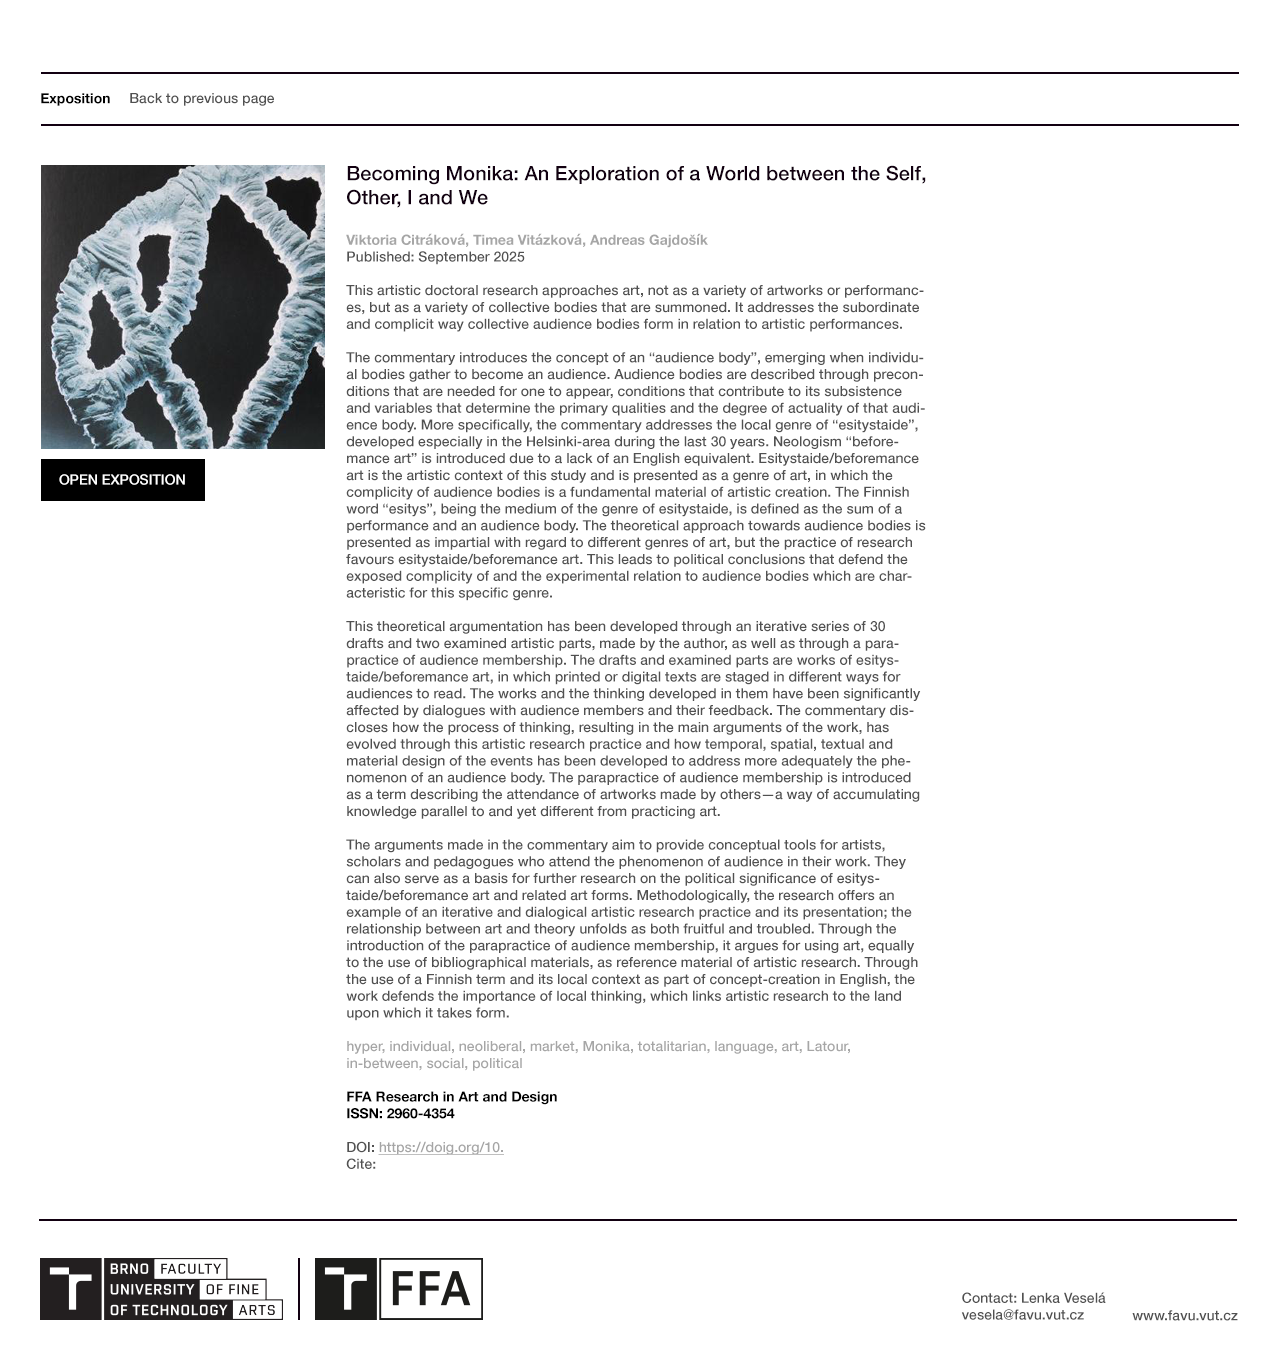 Exposition Back to previous page
Becoming Monika: An Exploration of a World between the Self,
Other, I and We
Viktoria Citráková, Timea Vitázková, Andreas Gajdošík
Published: September 2025
This artistic doctoral research approaches art, not as a variety of artworks or performanc-
es, but as a variety of collective bodies that are summoned. It addresses the subordinate
and complicit way collective audience bodies form in relation to artistic performances.
The commentary introduces the concept of an “audience body”, emerging when individu-
al bodies gather to become an audience. Audience bodies are described through precon-
ditions that are needed for one to appear, conditions that contribute to its subsistence
and variables that determine the primary qualities and the degree of actuality of that audi-
ence body. More specifically, the commentary addresses the local genre of “esitystaide”,
developed especially in the Helsinki-area during the last 30 years. Neologism “before-
mance art” is introduced due to a lack of an English equivalent. Esitystaide/beforemance
art is the artistic context of this study and is presented as a genre of art, in which the
complicity of audience bodies is a fundamental material of artistic creation. The Finnish
word “esitys”, being the medium of the genre of esitystaide, is defined as the sum of a
performance and an audience body. The theoretical approach towards audience bodies is
presented as impartial with regard to different genres of art, but the practice of research
favours esitystaide/beforemance art. This leads to political conclusions that defend the
exposed complicity of and the experimental relation to audience bodies which are char-
acteristic for this specific genre.
This theoretical argumentation has been developed through an iterative series of 30
drafts and two examined artistic parts, made by the author, as well as through a para-
practice of audience membership. The drafts and examined parts are works of esitys-
taide/beforemance art, in which printed or digital texts are staged in different ways for
audiences to read. The works and the thinking developed in them have been significantly
affected by dialogues with audience members and their feedback. The commentary dis-
closes how the process of thinking, resulting in the main arguments of the work, has
evolved through this artistic research practice and how temporal, spatial, textual and
material design of the events has been developed to address more adequately the phe-
nomenon of an audience body. The parapractice of audience membership is introduced
as a term describing the attendance of artworks made by others—a way of accumulating
knowledge parallel to and yet different from practicing art.
The arguments made in the commentary aim to provide conceptual tools for artists,
scholars and pedagogues who attend the phenomenon of audience in their work. They
can also serve as a basis for further research on the political significance of esitys-
taide/beforemance art and related art forms. Methodologically, the research offers an
example of an iterative and dialogical artistic research practice and its presentation; the
relationship between art and theory unfolds as both fruitful and troubled. Through the
introduction of the parapractice of audience membership, it argues for using art, equally
to the use of bibliographical materials, as reference material of artistic research. Through
the use of a Finnish term and its local context as part of concept-creation in English, the
work defends the importance of local thinking, which links artistic research to the land
upon which it takes form.
hyper, individual, neoliberal, market, Monika, totalitarian, language, art, Latour,
in-between, social, political
FFA Research in Art and Design
ISSN: 2960-4354
DOI: https://doig.org/10.
Cite:
OPEN EXPOSITION
BRNO FACULTY
UNIVERSITY OF FINE
OF TECHNOLOGY ARTS
FFA
Contact: Lenka Veselá
vesela@favu.vut.cz
www.favu.vut.cz